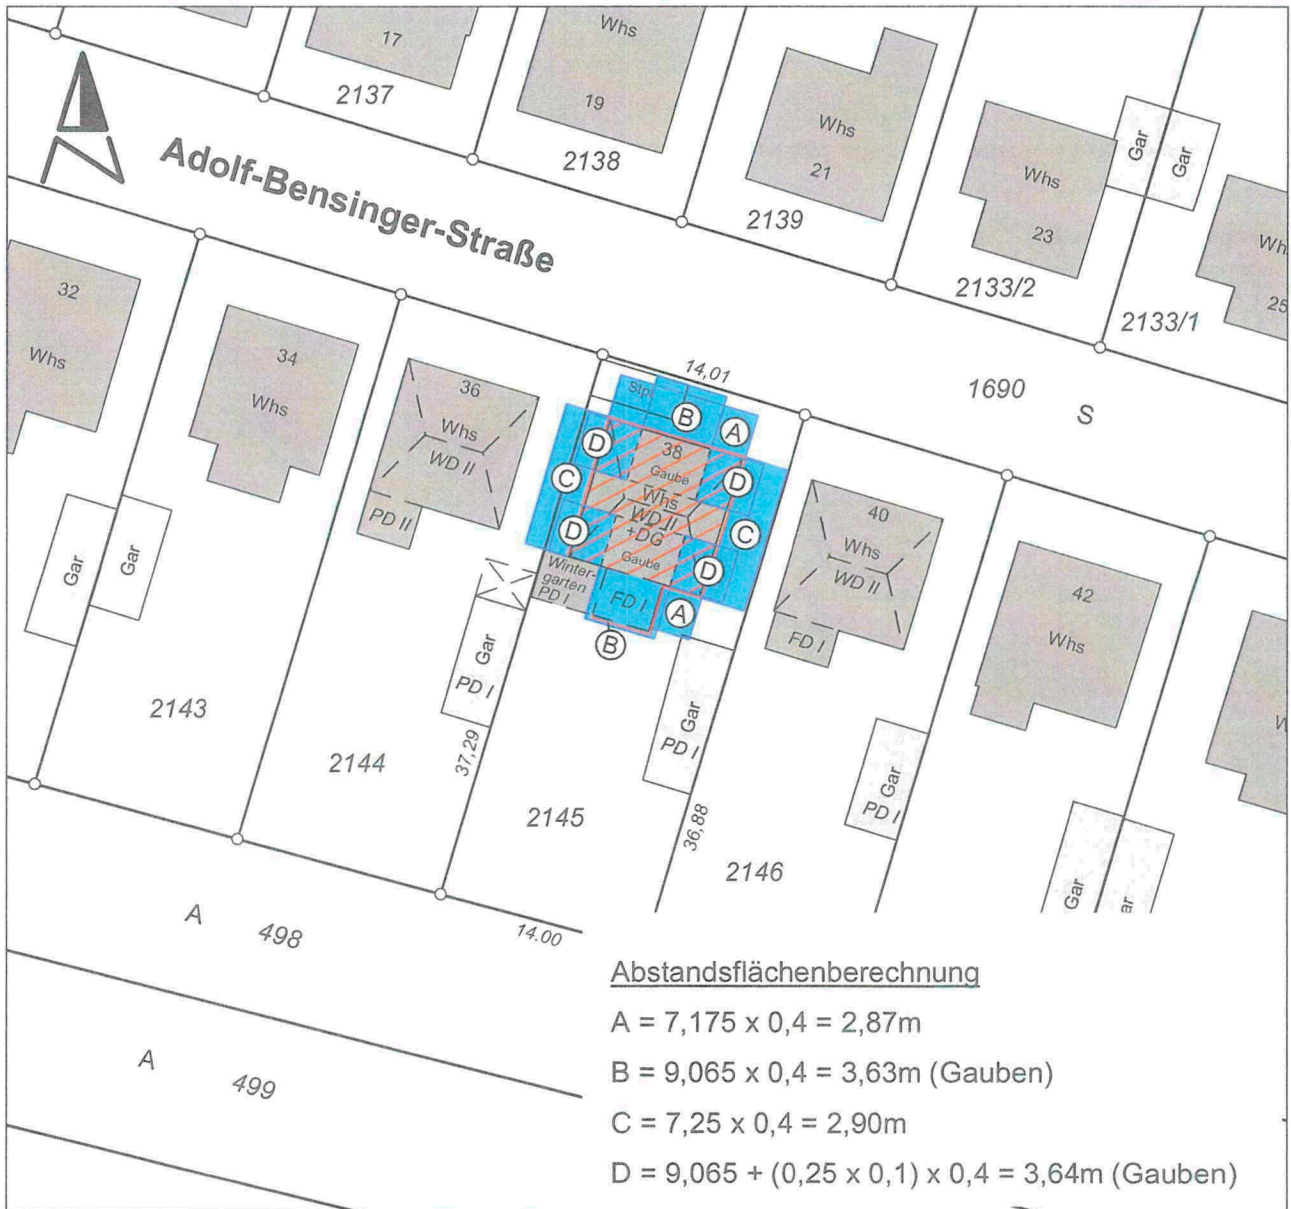 17
2137
Whs
19
2138
Whs
21
2139
Whs
23
2133/2
Gar
Gar
25
2133/1
Adolf-Bensinger-Straße
1690
S
32
Whs
34
Whs
36
Whs
WD II
PD II
14,01
Stpl
B
A
D
38
Gaube
D
C
Whs
WD II
+DG
C
D
Gaube
D
Winter-
garten
PD I
FD I
A
B
40
Whs
WD II
FD I
42
Whs
Gar
Gar
Gar
PD I
Gar
PD I
Gar
PD I
Gar
2143
2144
37,29
2145
36,88
2146
A
498
14.00
A
499
Abstandsflächenberechnung
A = 7,175 x 0,4 = 2,87m
B = 9,065 x 0,4 = 3,63m (Gauben)
C = 7,25 x 0,4 = 2,90m
D = 9,065 + (0,25 x 0,1) x 0,4 = 3,64m (Gauben)